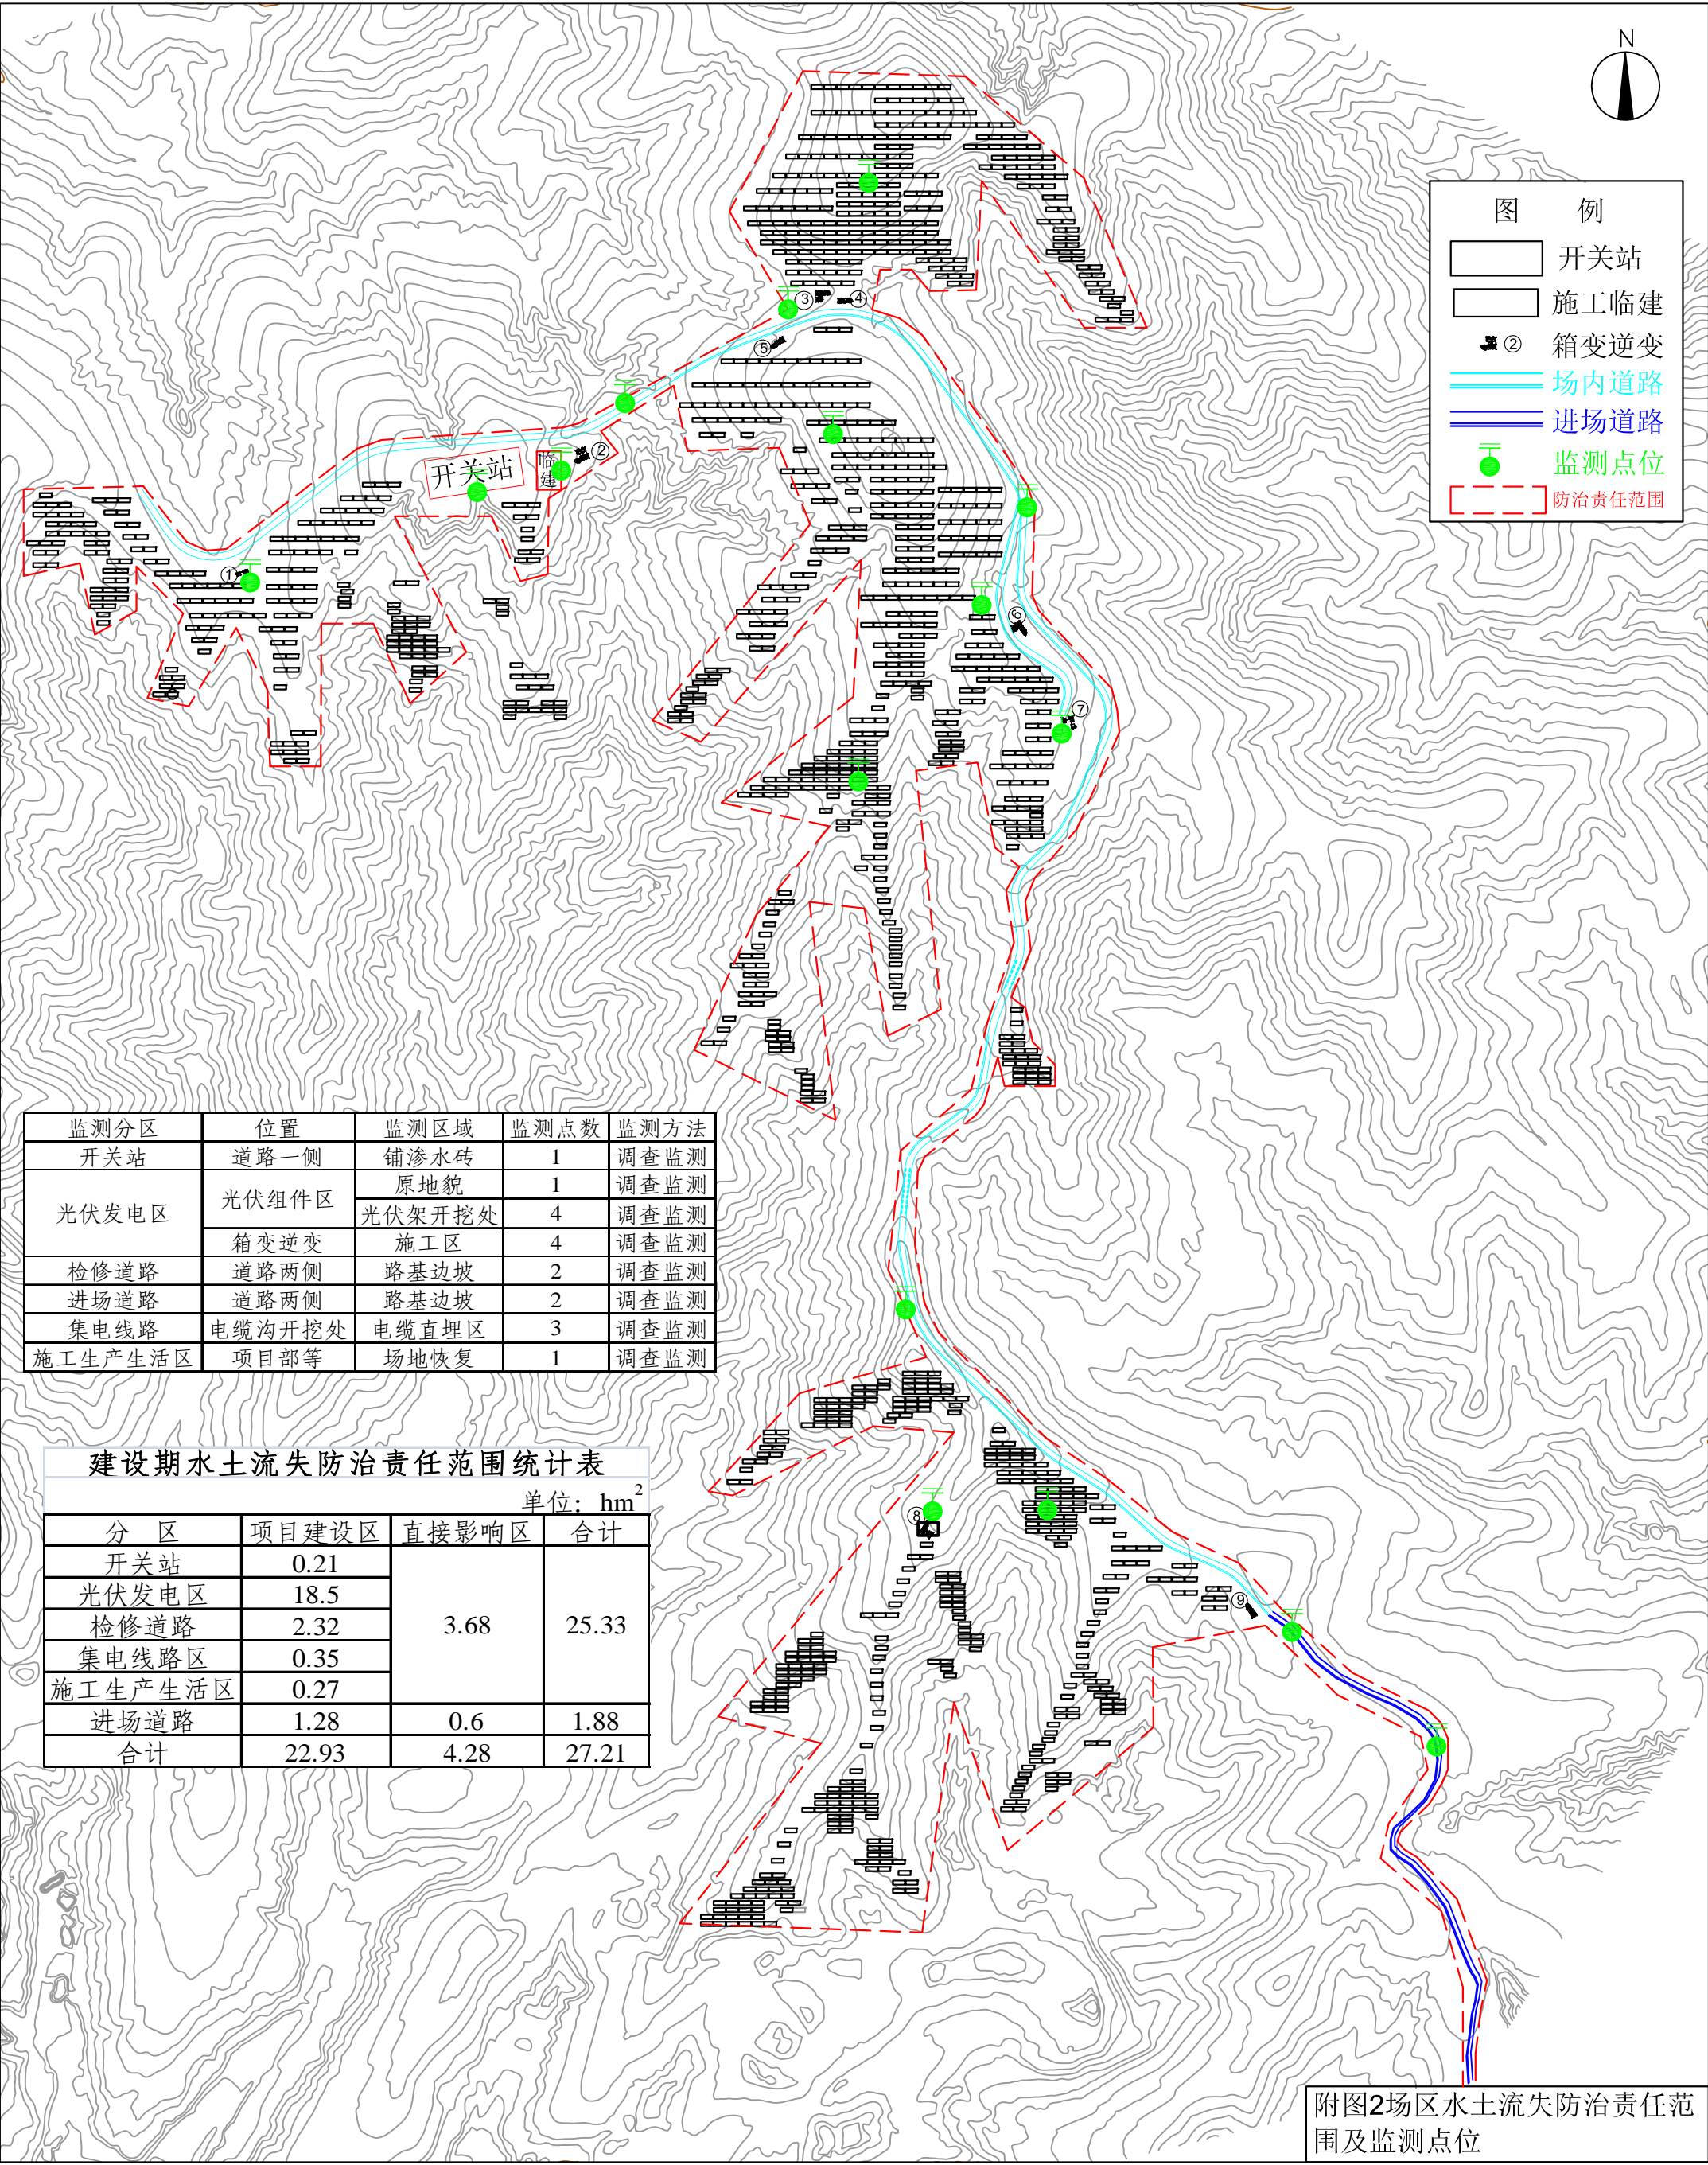 N
图 例
开关站
施工临建
② 箱变逆变
场内道路
进场道路
监测点位
防治责任范围
③
④
⑤
②
开关站
临建
①
⑥
⑦
监测分区 位置 监测区域 监测点数 监测方法
开关站 道路一侧 铺渗水砖 1 调查监测
光伏发电区 光伏组件区 原地貌 1 调查监测
光伏架开挖处 4 调查监测
箱变逆变 施工区 4 调查监测
检修道路 道路两侧 路基边坡 2 调查监测
进场道路 道路两侧 路基边坡 2 调查监测
集电线路 电缆沟开挖处 电缆直埋区 3 调查监测
施工生产生活区 项目部等 场地恢复 1 调查监测
建设期水土流失防治责任范围统计表
单位：hm²
分 区 项目建设区 直接影响区 合计
开关站 0.21
光伏发电区 18.5
检修道路 2.32 3.68 25.33
集电线路区 0.35
施工生产生活区 0.27
进场道路 1.28 0.6 1.88
合计 22.93 4.28 27.21
⑧
⑨
附图2场区水土流失防治责任范
围及监测点位